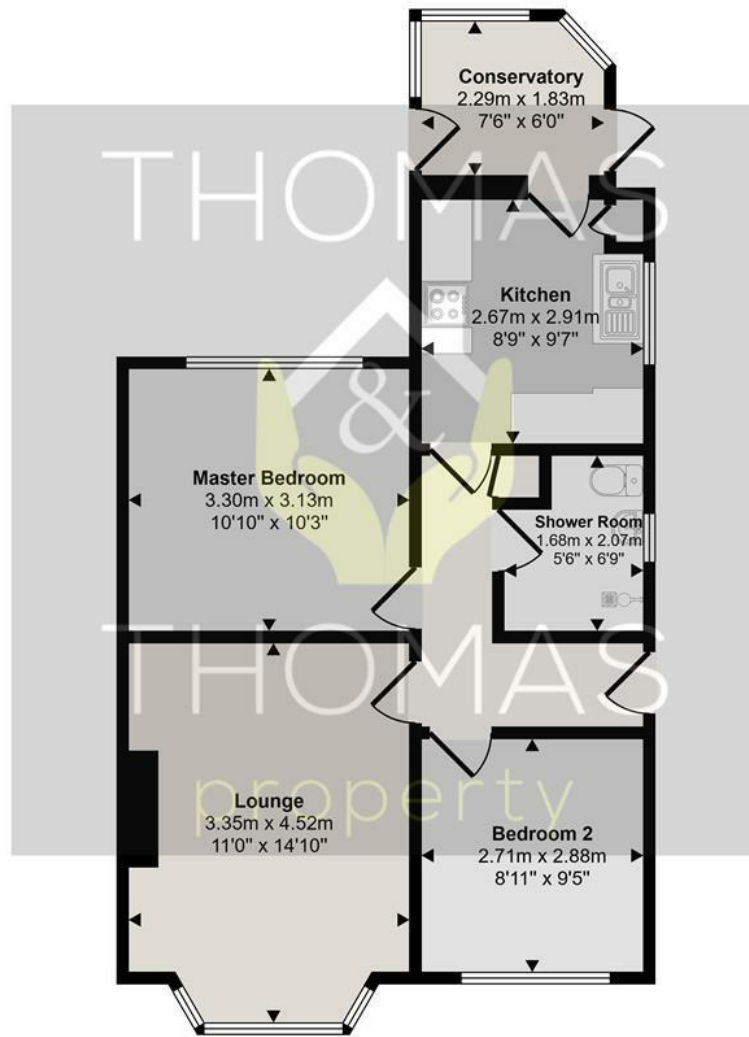 Conservatory
2.29m x 1.83m
7'6" x 6'0"
THOMAS
Kitchen
2.67m x 2.91m
8'9" x 9'7"
&
Master Bedroom
3.30m x 3.13m
10'10" x 10'3"
Shower Room
1.68m x 2.07m
5'6" x 6'9"
THOMAS
property
Lounge
3.35m x 4.52m
11'0" x 14'10"
Bedroom 2
2.71m x 2.88m
8'11" x 9'5"